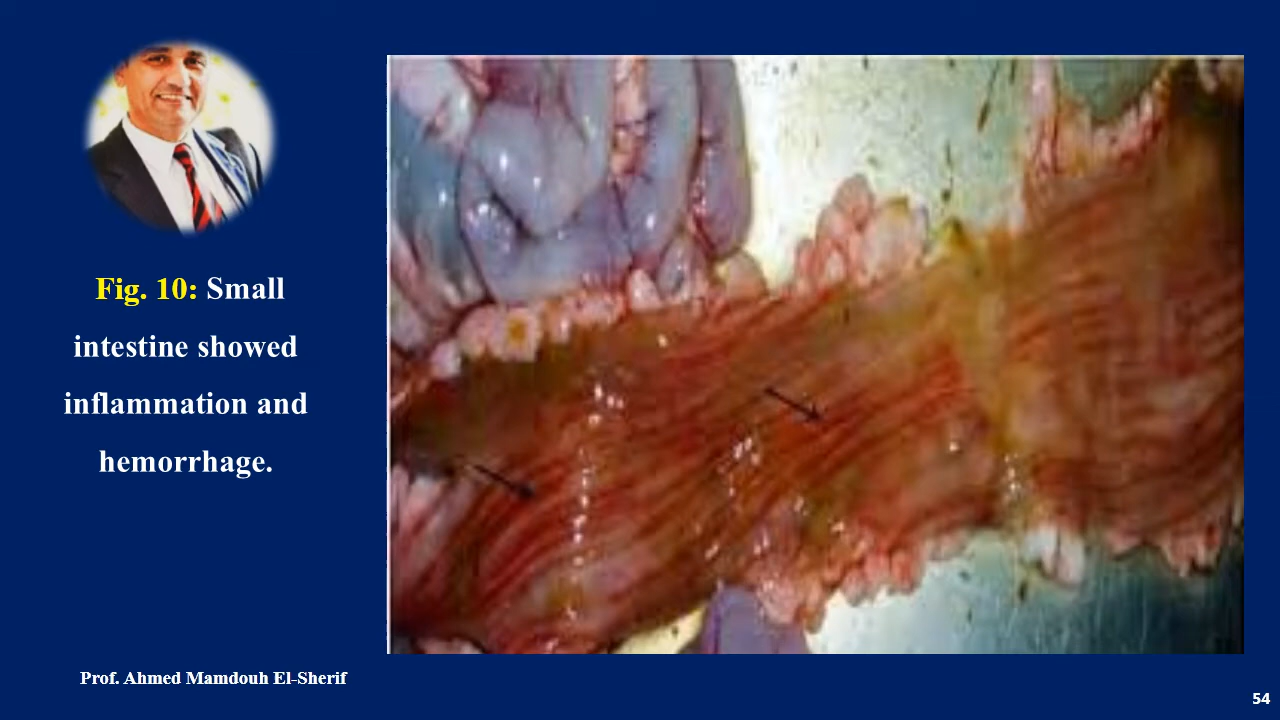 Fig. 10: Small
intestine showed
inflammation and
hemorrhage.
Prof. Ahmed Mamdouh El-Sherif
54